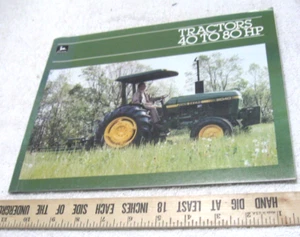 TRACTORS
40 TO 80 HP
HAND DIG AT LEAST 18 INCHES EACH SIDE OF THE UNDERGR